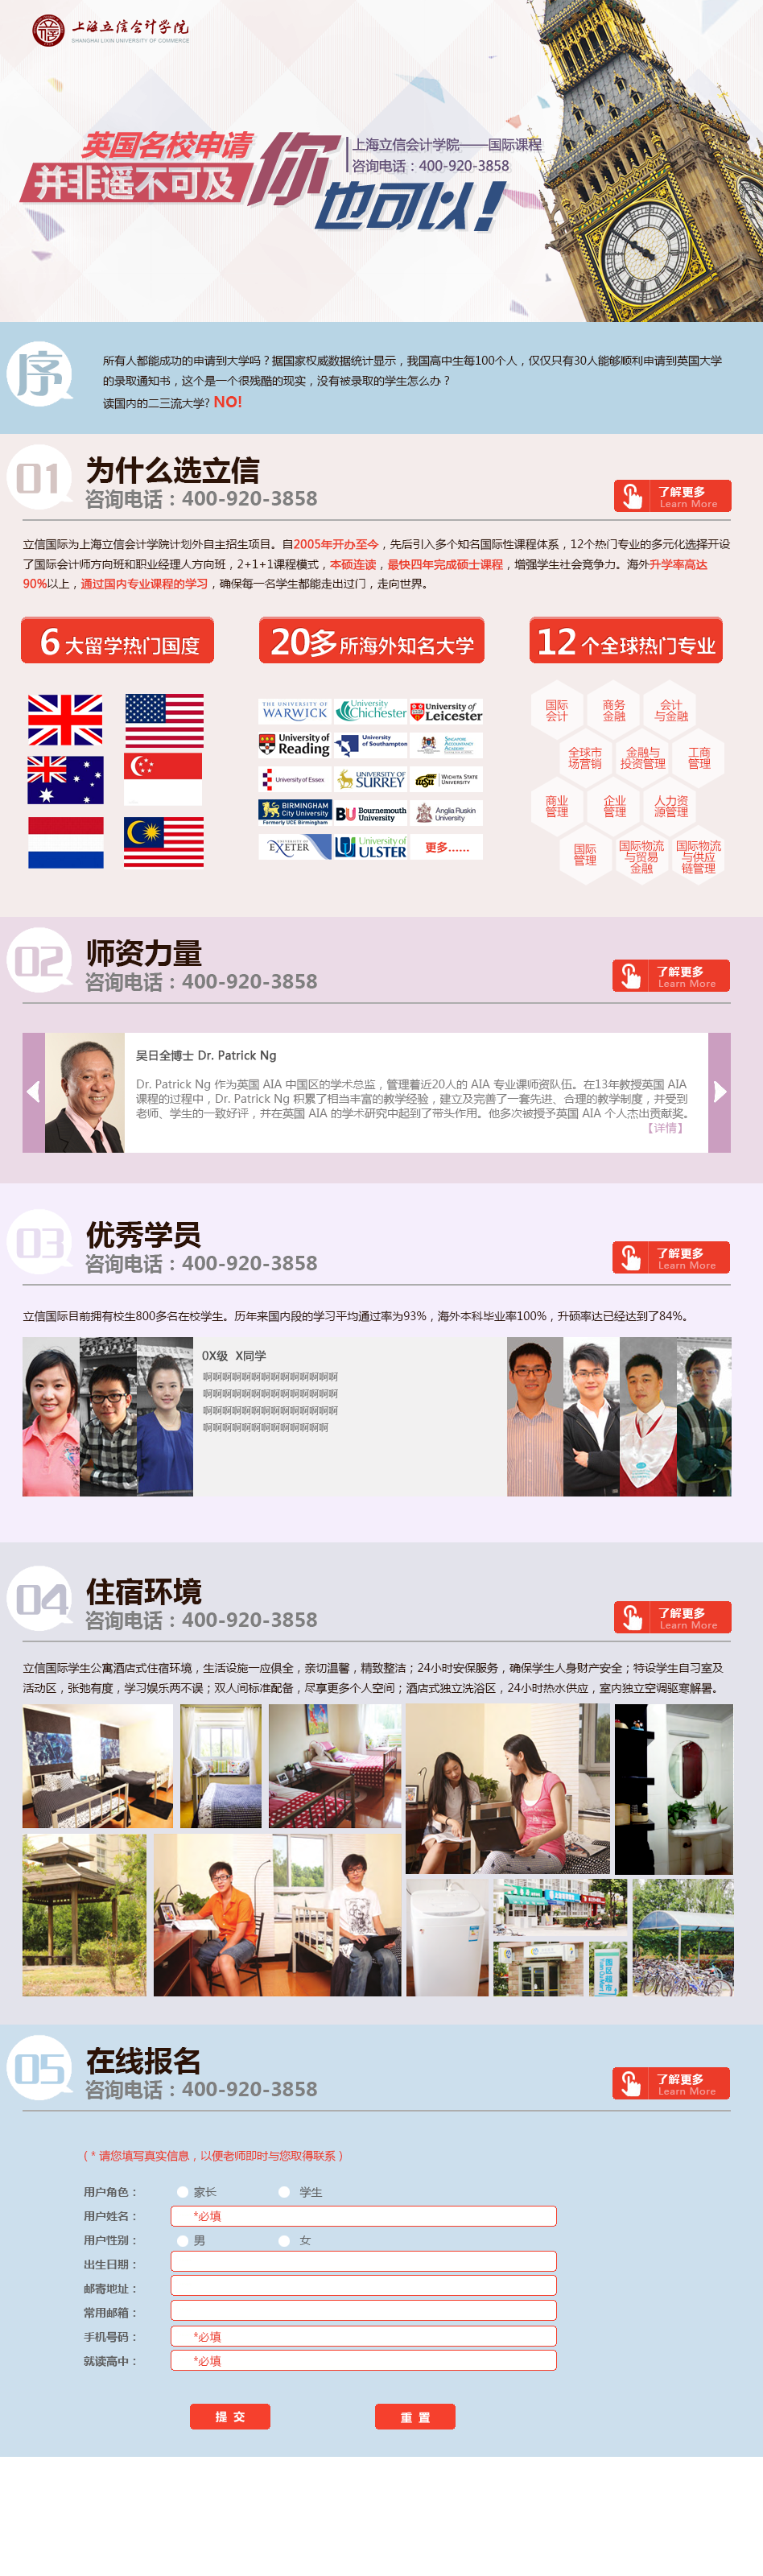 上海立信会计学院
SHANGHAI LIXIN UNIVERSITY OF COMMERCE
英国名校申请
并非遥不可及
你
也可以!
上海立信会计学院——国际课程
咨询电话：400-920-3858
序
所有人都能成功的申请到大学吗？据国家权威数据统计显示，我国高中生每100个人，仅仅只有30人能够顺利申请到英国大学
的录取通知书，这个是一个很残酷的现实，没有被录取的学生怎么办？
读国内的二三流大学? NO!
01
为什么选立信
咨询电话：400-920-3858
了解更多
Learn More
立信国际为上海立信会计学院计划外自主招生项目。自2005年开办至今，先后引入多个知名国际性课程体系，12个热门专业的多元化选择开设
了国际会计师方向班和职业经理人方向班，2+1+1课程模式，本硕连读，最快四年完成硕士课程，增强学生社会竞争力。海外升学率高达
90%以上，通过国内专业课程的学习，确保每一名学生都能走出过门，走向世界。
6 大留学热门国度
20多 所海外知名大学
12 个全球热门专业
THE UNIVERSITY OF WARWICK
University of Chichester
University of Leicester
University of Reading
University of Southampton
SINGAPORE ACCOUNTANCY ACADEMY
University of Essex
UNIVERSITY OF SURREY
WSU WICHITA STATE UNIVERSITY
BIRMINGHAM City University
Formerly UCE Birmingham
BU Bournemouth University
Anglia Ruskin University
UNIVERSITY OF EXETER
University of ULSTER
更多......
国际会计
商务金融
会计与金融
全球市场营销
金融与投资管理
工商管理
商业管理
企业管理
人力资源管理
国际管理
国际物流与贸易金融
国际物流与供应链管理
02
师资力量
咨询电话：400-920-3858
了解更多
Learn More
吴日全博士 Dr. Patrick Ng
Dr. Patrick Ng 作为英国 AIA 中国区的学术总监，管理着近20人的 AIA 专业课师资队伍。在13年教授英国 AIA
课程的过程中，Dr. Patrick Ng 积累了相当丰富的教学经验，建立及完善了一套先进、合理的教学制度，并受到
老师、学生的一致好评，并在英国 AIA 的学术研究中起到了带头作用。他多次被授予英国 AIA 个人杰出贡献奖。
【详情】
03
优秀学员
咨询电话：400-920-3858
了解更多
Learn More
立信国际目前拥有校生800多名在校学生。历年来国内段的学习平均通过率为93%，海外本科毕业率100%，升硕率达已经达到了84%。
0X级 X同学
啊啊啊啊啊啊啊啊啊啊啊啊啊啊
啊啊啊啊啊啊啊啊啊啊啊啊啊啊
啊啊啊啊啊啊啊啊啊啊啊啊啊啊
啊啊啊啊啊啊啊啊啊啊啊啊啊
04
住宿环境
咨询电话：400-920-3858
了解更多
Learn More
立信国际学生公寓酒店式住宿环境，生活设施一应俱全，亲切温馨，精致整洁；24小时安保服务，确保学生人身财产安全；特设学生自习室及
活动区，张弛有度，学习娱乐两不误；双人间标准配备，尽享更多个人空间；酒店式独立洗浴区，24小时热水供应，室内独立空调驱寒解暑。
园区超市
05
在线报名
咨询电话：400-920-3858
了解更多
Learn More
( * 请您填写真实信息，以便老师即时与您取得联系 )
用户角色： 家长 学生
用户姓名： *必填
用户性别： 男 女
出生日期：
邮寄地址：
常用邮箱：
手机号码： *必填
就读高中： *必填
提 交
重 置